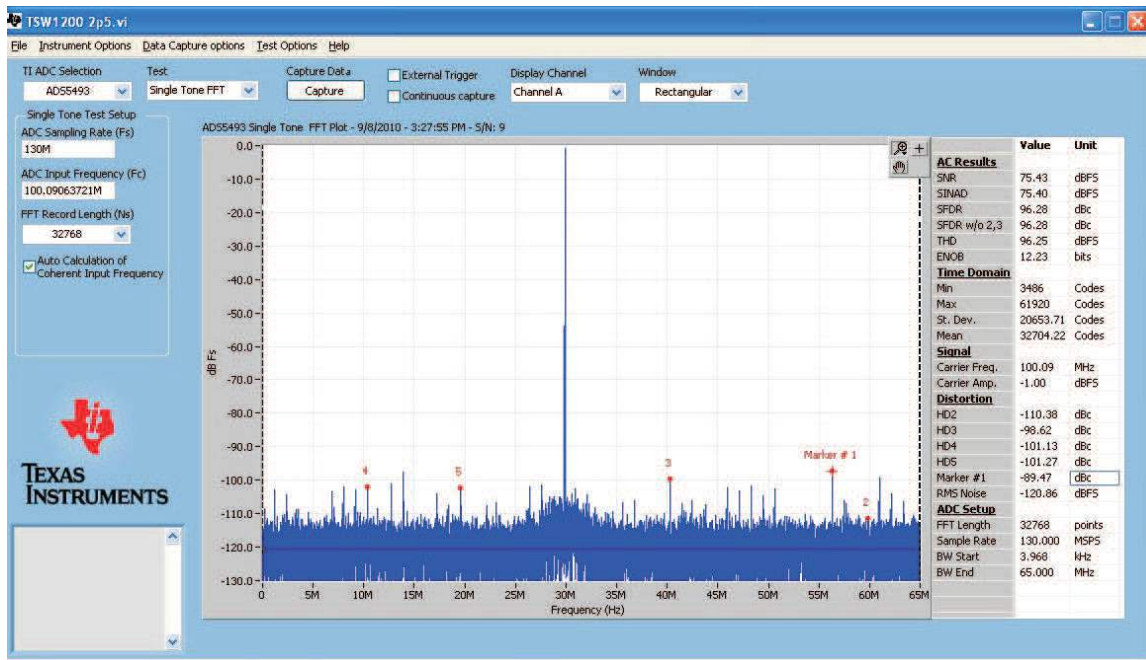 TSW1200 2p5.vi
File Instrument Options Data Capture options Test Options Help
TI ADC Selection
ADS5493
Test
Single Tone FFT
Capture Data
Capture
External Trigger
Continuous capture
Display Channel
Channel A
Window
Rectangular
Single Tone Test Setup
ADC Sampling Rate (Fs)
130M
ADC Input Frequency (Fc)
100.09063721M
FFT Record Length (Ns)
32768
Auto Calculation of
Coherent Input Frequency
TEXAS
INSTRUMENTS
ADS5493 Single Tone FFT Plot - 9/8/2010 - 3:27:55 PM - S/N: 9
dB Fs
0.0
-10.0
-20.0
-30.0
-40.0
-50.0
-60.0
-70.0
-80.0
-90.0
-100.0
-110.0
-120.0
-130.0
4
5
3
Marker # 1
2
0 5M 10M 15M 20M 25M 30M 35M 40M 45M 50M 55M 60M 65M
Frequency (Hz)
Value Unit
AC Results
SNR 75.43 dBFS
SINAD 75.40 dBFS
SFDR 96.28 dBc
SFDR w/o 2,3 96.28 dBc
THD 96.25 dBFS
ENOB 12.23 bits
Time Domain
Min 3486 Codes
Max 61920 Codes
St. Dev. 20653.71 Codes
Mean 32704.22 Codes
Signal
Carrier Freq. 100.09 MHz
Carrier Amp. -1.00 dBFS
Distortion
HD2 -110.38 dBc
HD3 -98.62 dBc
HD4 -101.13 dBc
HD5 -101.27 dBc
Marker #1 -89.47 dBc
RMS Noise -120.86 dBFS
ADC Setup
FFT Length 32768 points
Sample Rate 130.000 MSPS
BW Start 3.968 kHz
BW End 65.000 MHz